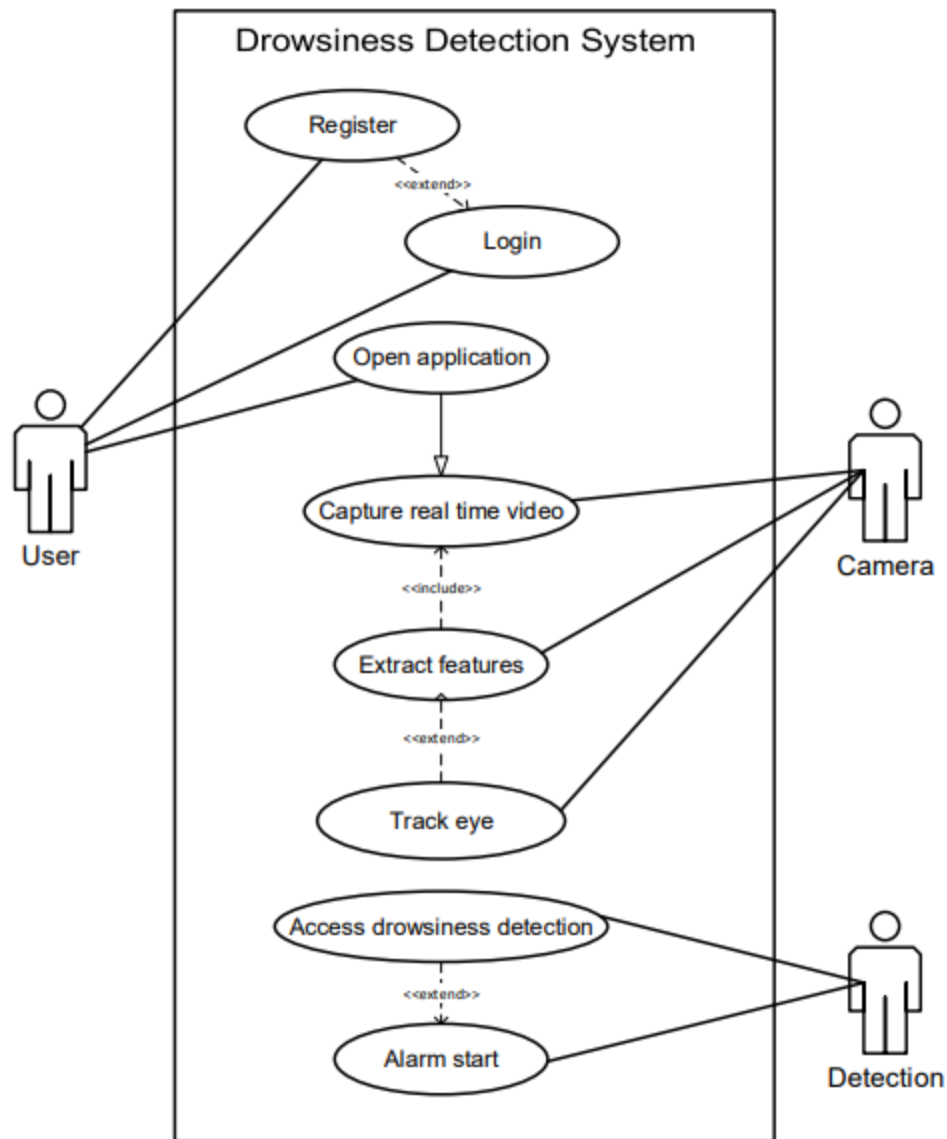 Drowsiness Detection System
Register
<<extend>>
Login
Open application
User
Capture real time video
Camera
<<include>>
Extract features
<<extend>>
Track eye
Access drowsiness detection
<<extend>>
Alarm start
Detection